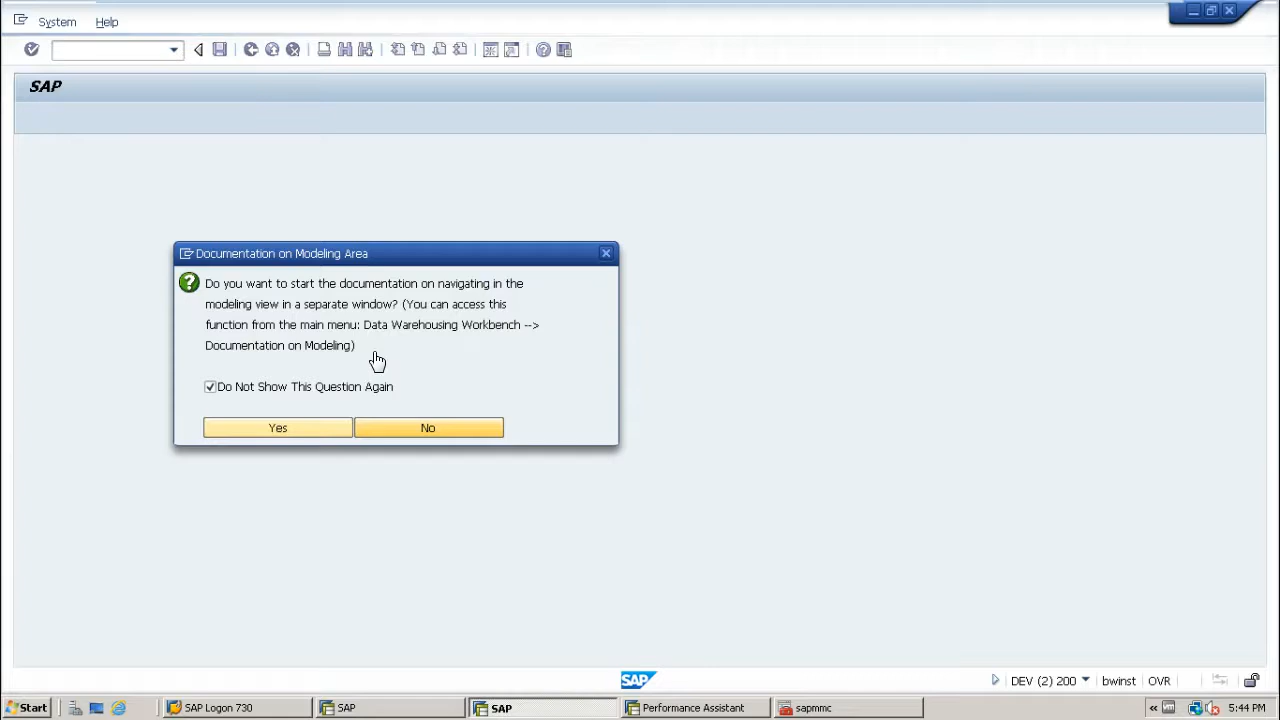 System Help
SAP
Documentation on Modeling Area
Do you want to start the documentation on navigating in the
modeling view in a separate window? (You can access this
function from the main menu: Data Warehousing Workbench -->
Documentation on Modeling)
Do Not Show This Question Again
Yes No
SAP DEV (2) 200 bwinst OVR
Start SAP Logon 730 SAP SAP Performance Assistant sapmmc 5:44 PM